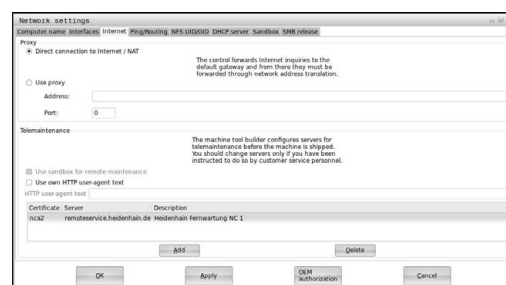 Network settings
Computer name Interfaces Internet Ping/Routing NFS UID/GID DHCP server Sandbox SMB release
Proxy
Direct connection to Internet / NAT
The control forwards Internet inquiries to the
default gateway and from there they must be
forwarded through network address translation.
Use proxy
Address:
Port: 0
Telemaintenance
The machine tool builder configures servers for
telemaintenance before the machine is shipped.
You should change servers only if you have been
instructed to do so by customer service personnel.
Use sandbox for remote maintenance
Use own HTTP user-agent text
HTTP user-agent text
Certificate Server Description
nca2 remoteservice.heidenhain.de Heidenhain Fernwartung NC 1
Add Delete
OK Apply OEM authorization Cancel